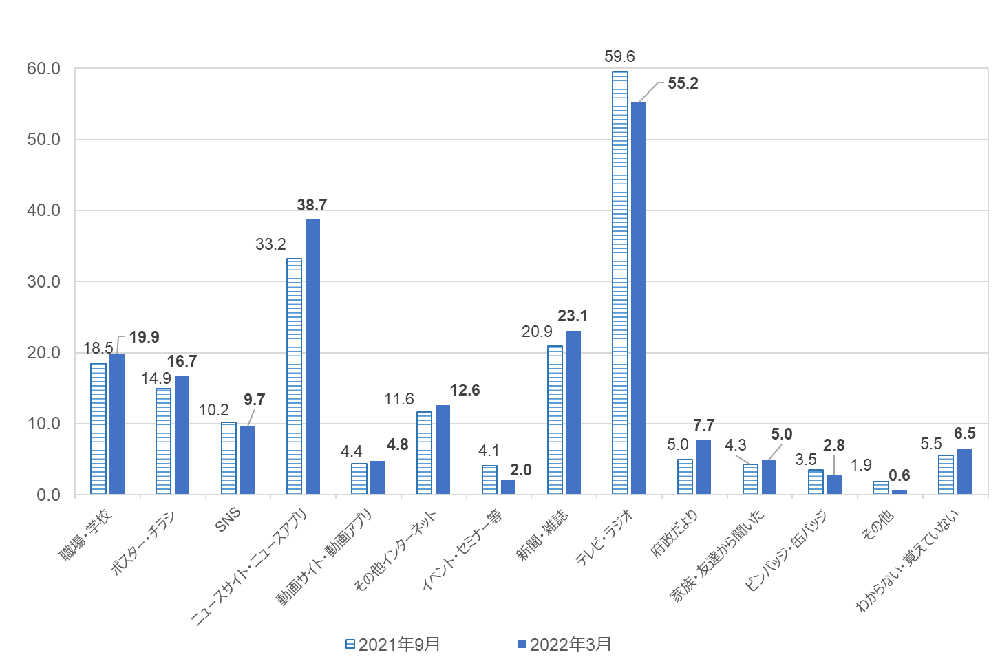 60.0
50.0
40.0
30.0
20.0
10.0
0.0
18.5
19.9
14.9
16.7
10.2
9.7
33.2
38.7
4.4
4.8
11.6
12.6
4.1
2.0
20.9
23.1
59.6
55.2
5.0
7.7
4.3
5.0
3.5
2.8
1.9
0.6
5.5
6.5
職場・学校
ポスター・チラシ
SNS
ニュースサイト・ニュースアプリ
動画サイト・動画アプリ
その他インターネット
イベント・セミナー等
新聞・雑誌
テレビ・ラジオ
府政だより
家族・友達から聞いた
ピンバッジ・缶バッジ
その他
わからない・覚えていない
2021年9月
2022年3月